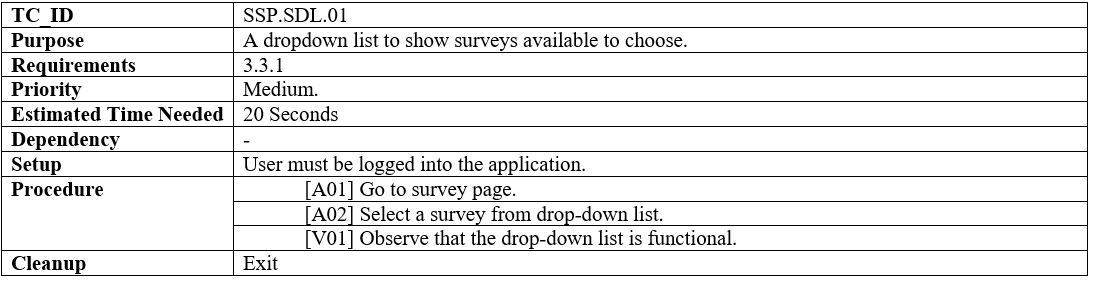 TC_ID SSP.SDL.01
Purpose A dropdown list to show surveys available to choose.
Requirements 3.3.1
Priority Medium.
Estimated Time Needed 20 Seconds
Dependency -
Setup User must be logged into the application.
Procedure [A01] Go to survey page.
[A02] Select a survey from drop-down list.
[V01] Observe that the drop-down list is functional.
Cleanup Exit